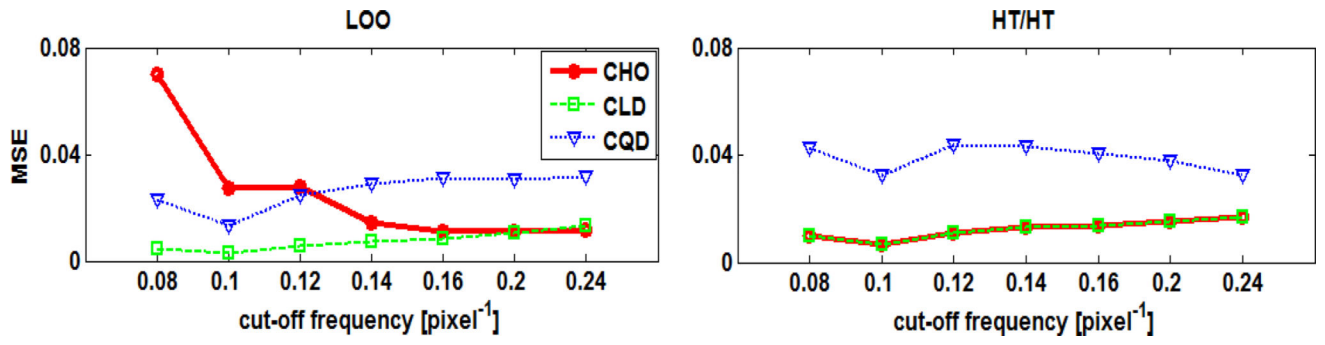 LOO
MSE
0.08
0.04
0
CHO
CLD
CQD
0.08 0.1 0.12 0.14 0.16 0.2 0.24
cut-off frequency [pixel⁻¹]
HT/HT
0.08
0.04
0
0.08 0.1 0.12 0.14 0.16 0.2 0.24
cut-off frequency [pixel⁻¹]